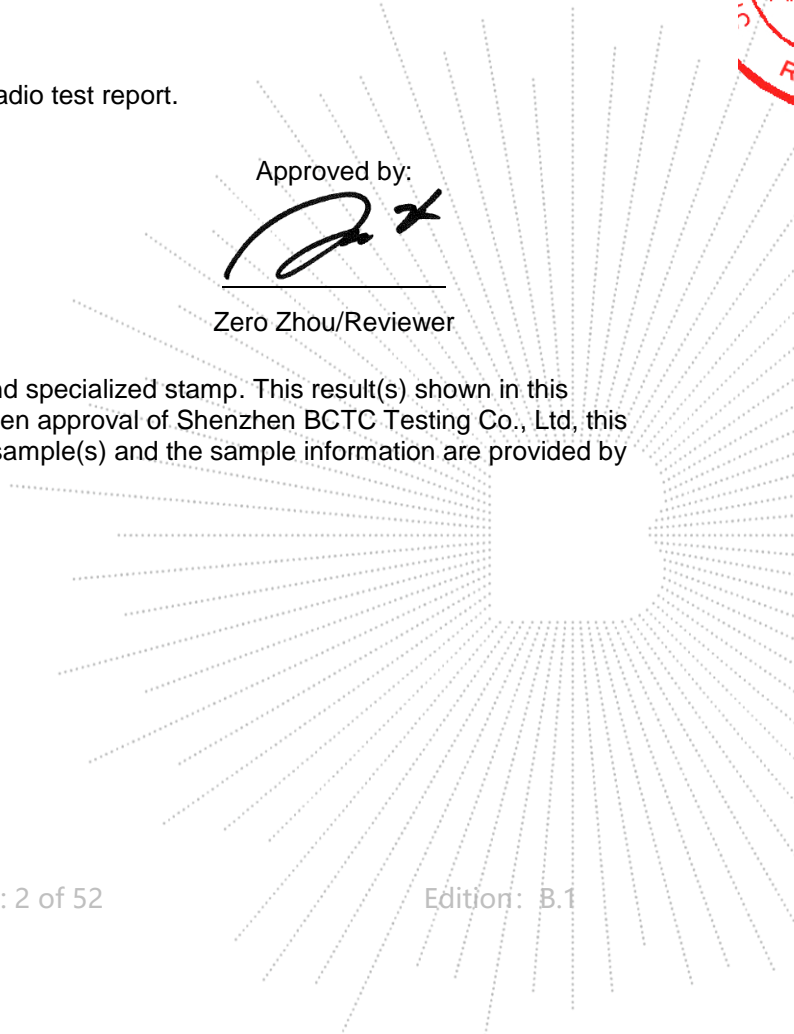 adio test report.
Approved by:
Zero Zhou/Reviewer
nd specialized stamp. This result(s) shown in this
en approval of Shenzhen BCTC Testing Co., Ltd, this
sample(s) and the sample information are provided by
: 2 of 52
Edition: B.1